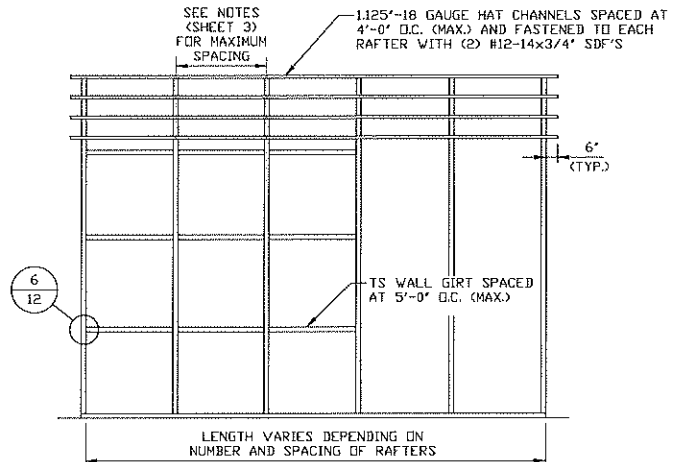 SEE NOTES
(SHEET 3)
FOR MAXIMUM
SPACING
1.125"-18 GAUGE HAT CHANNELS SPACED AT
4'-0" O.C. (MAX.) AND FASTENED TO EACH
RAFTER WITH (2) #12-14x3/4" SDF'S
6"
(TYP.)
6
12
TS WALL GIRT SPACED
AT 5'-0" O.C. (MAX.)
LENGTH VARIES DEPENDING ON
NUMBER AND SPACING OF RAFTERS